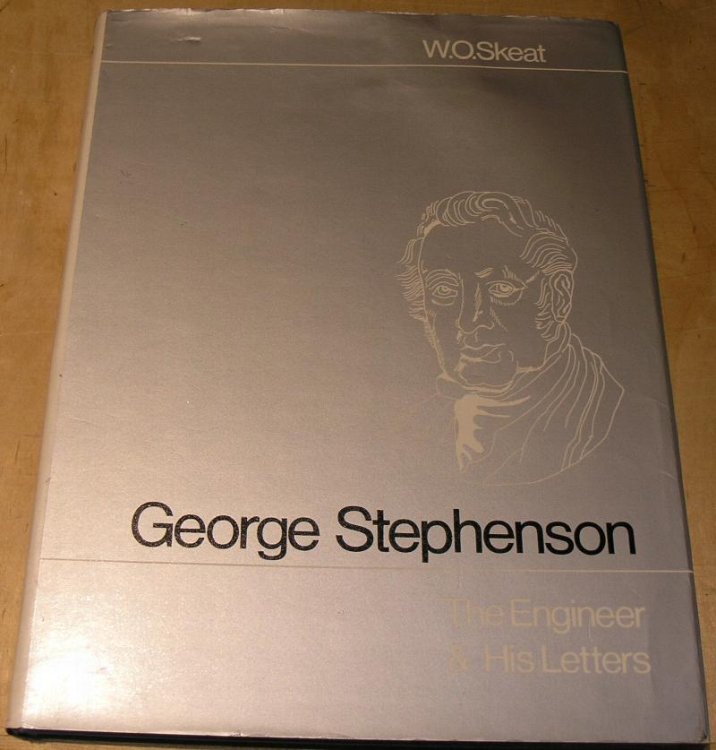 W.O.Skeat
George Stephenson
The Engineer
& His Letters